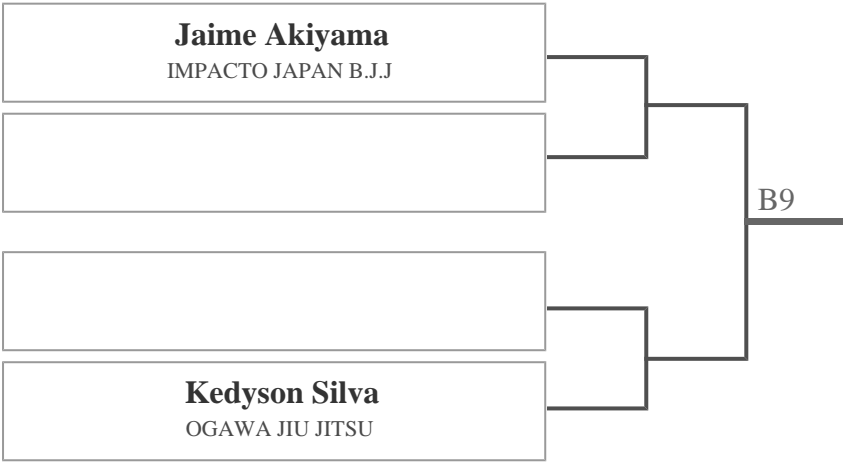 Jaime Akiyama
IMPACTO JAPAN B.J.J
B9
Kedyson Silva
OGAWA JIU JITSU